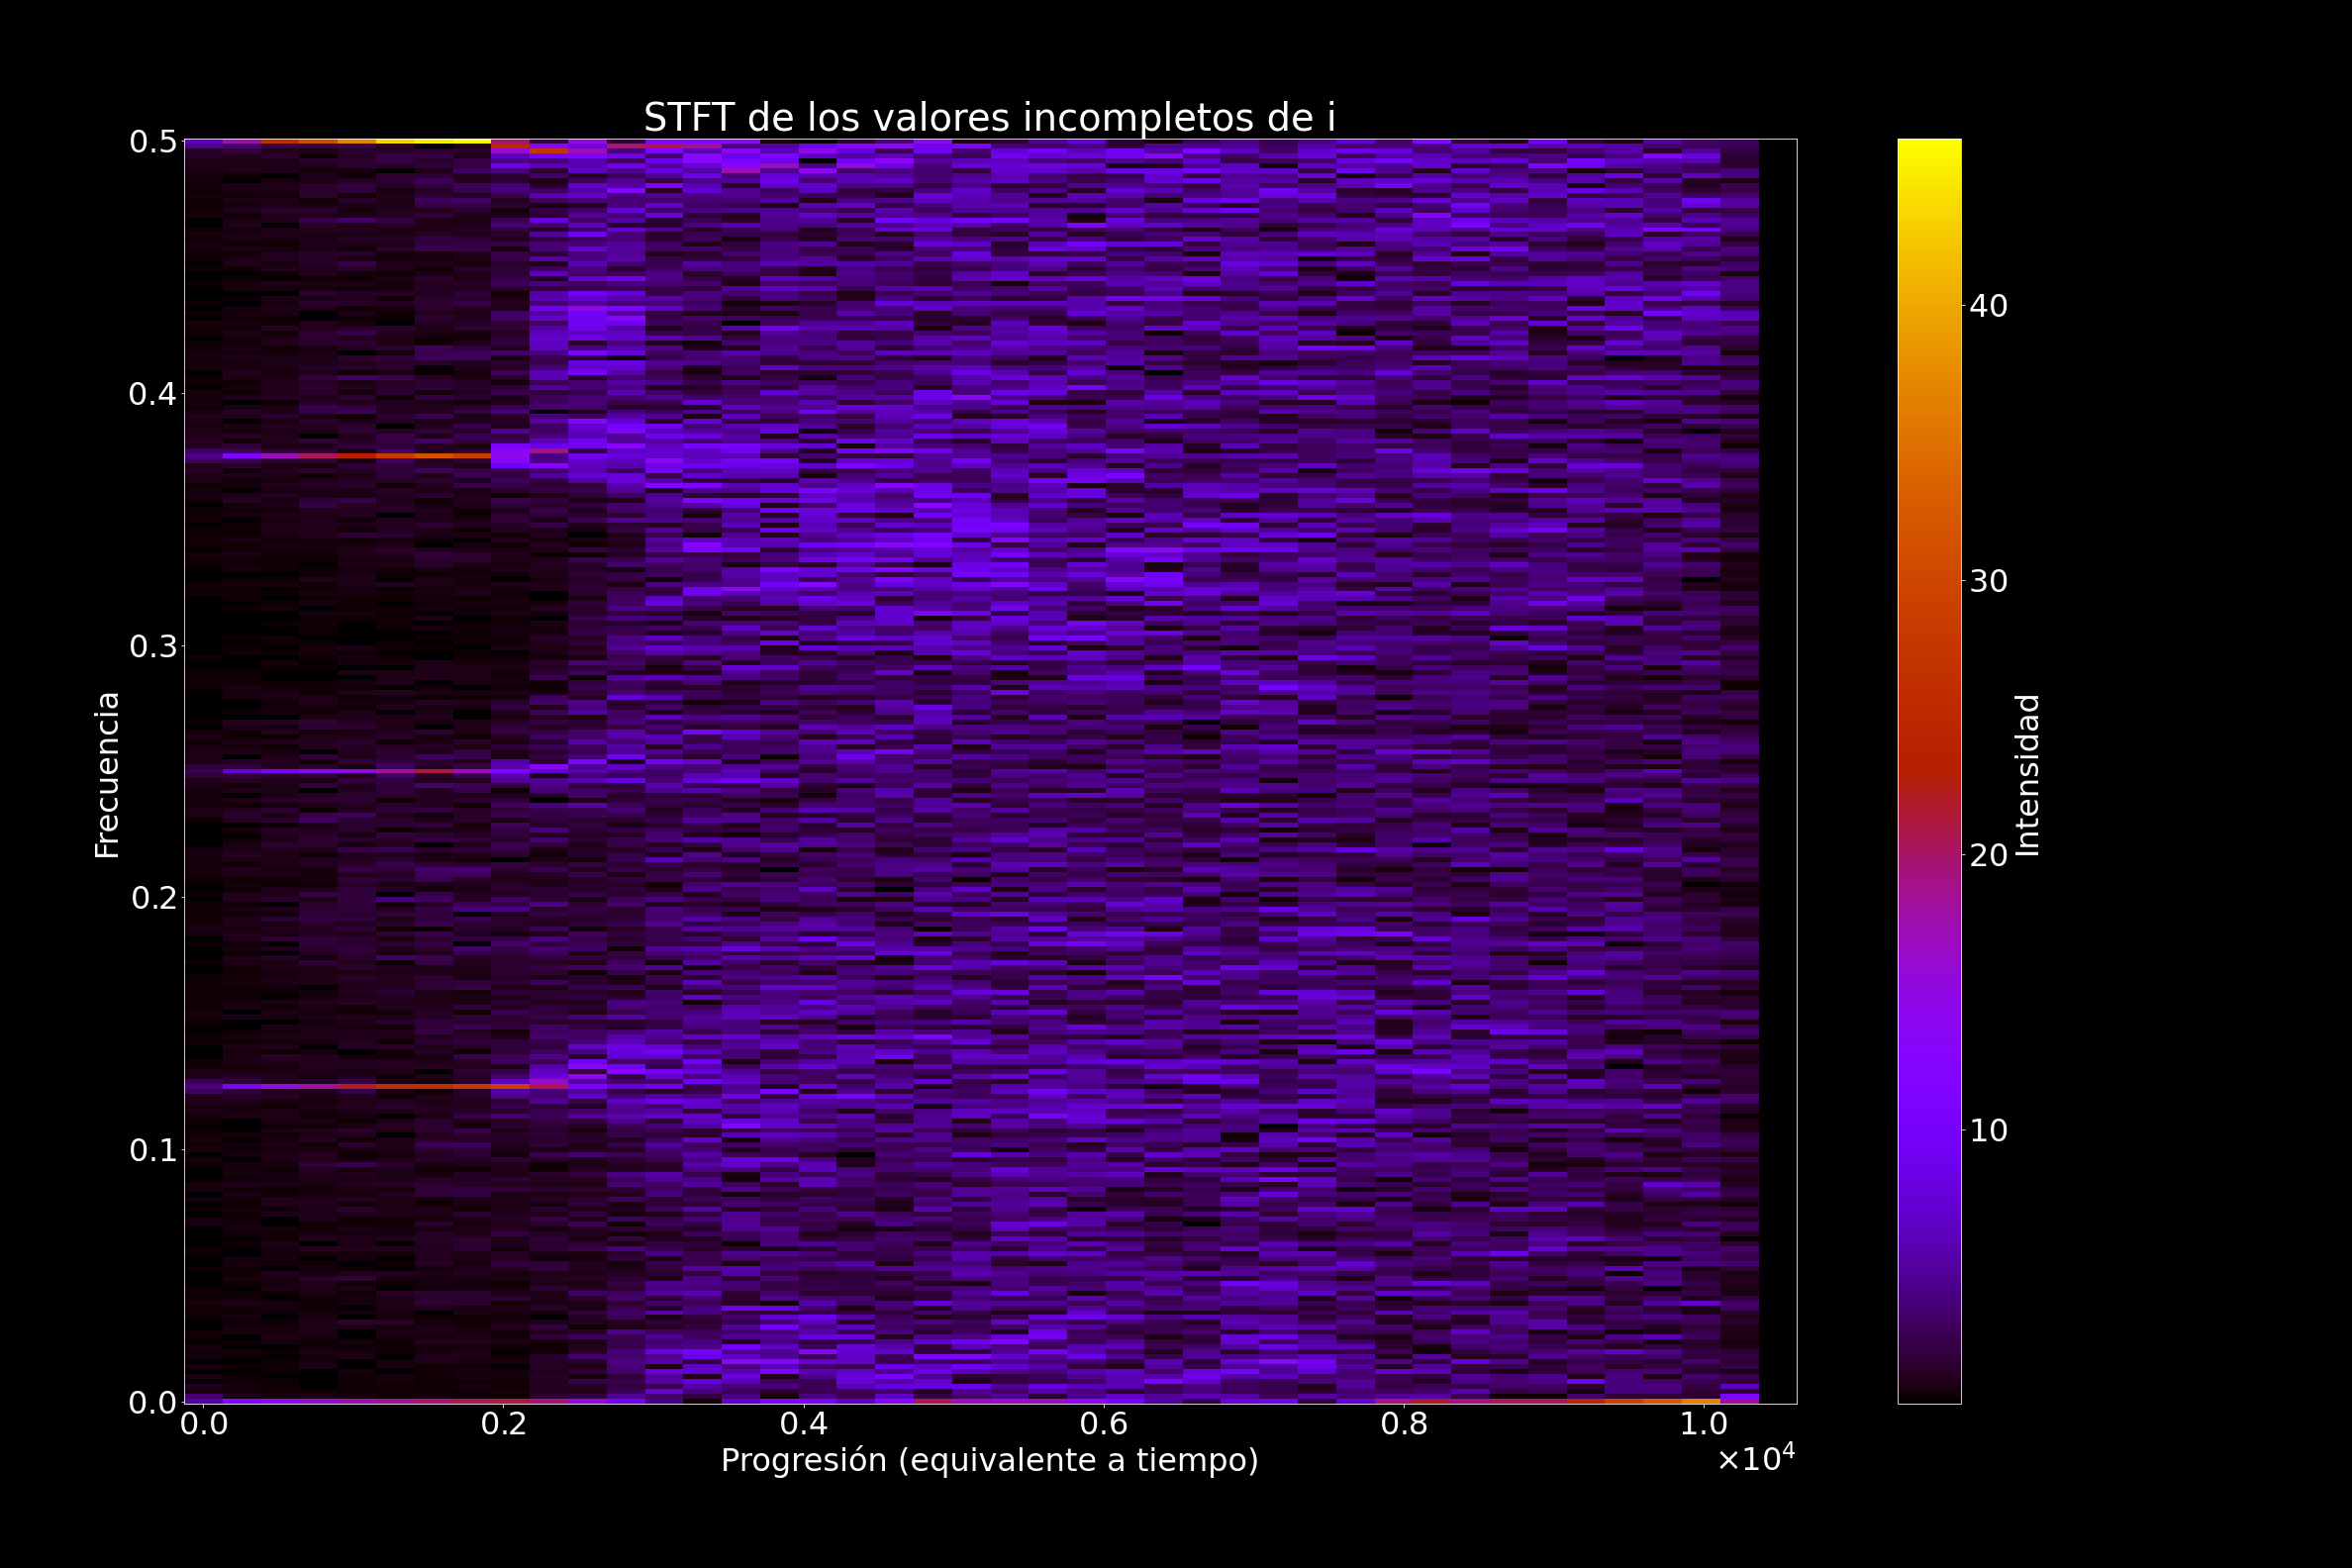 STFT de los valores incompletos de i
0.5
0.4
0.3
0.2
0.1
0.0
Frecuencia
0.0 0.2 0.4 0.6 0.8 1.0
×10⁴
Progresión (equivalente a tiempo)
40
30
20
10
Intensidad